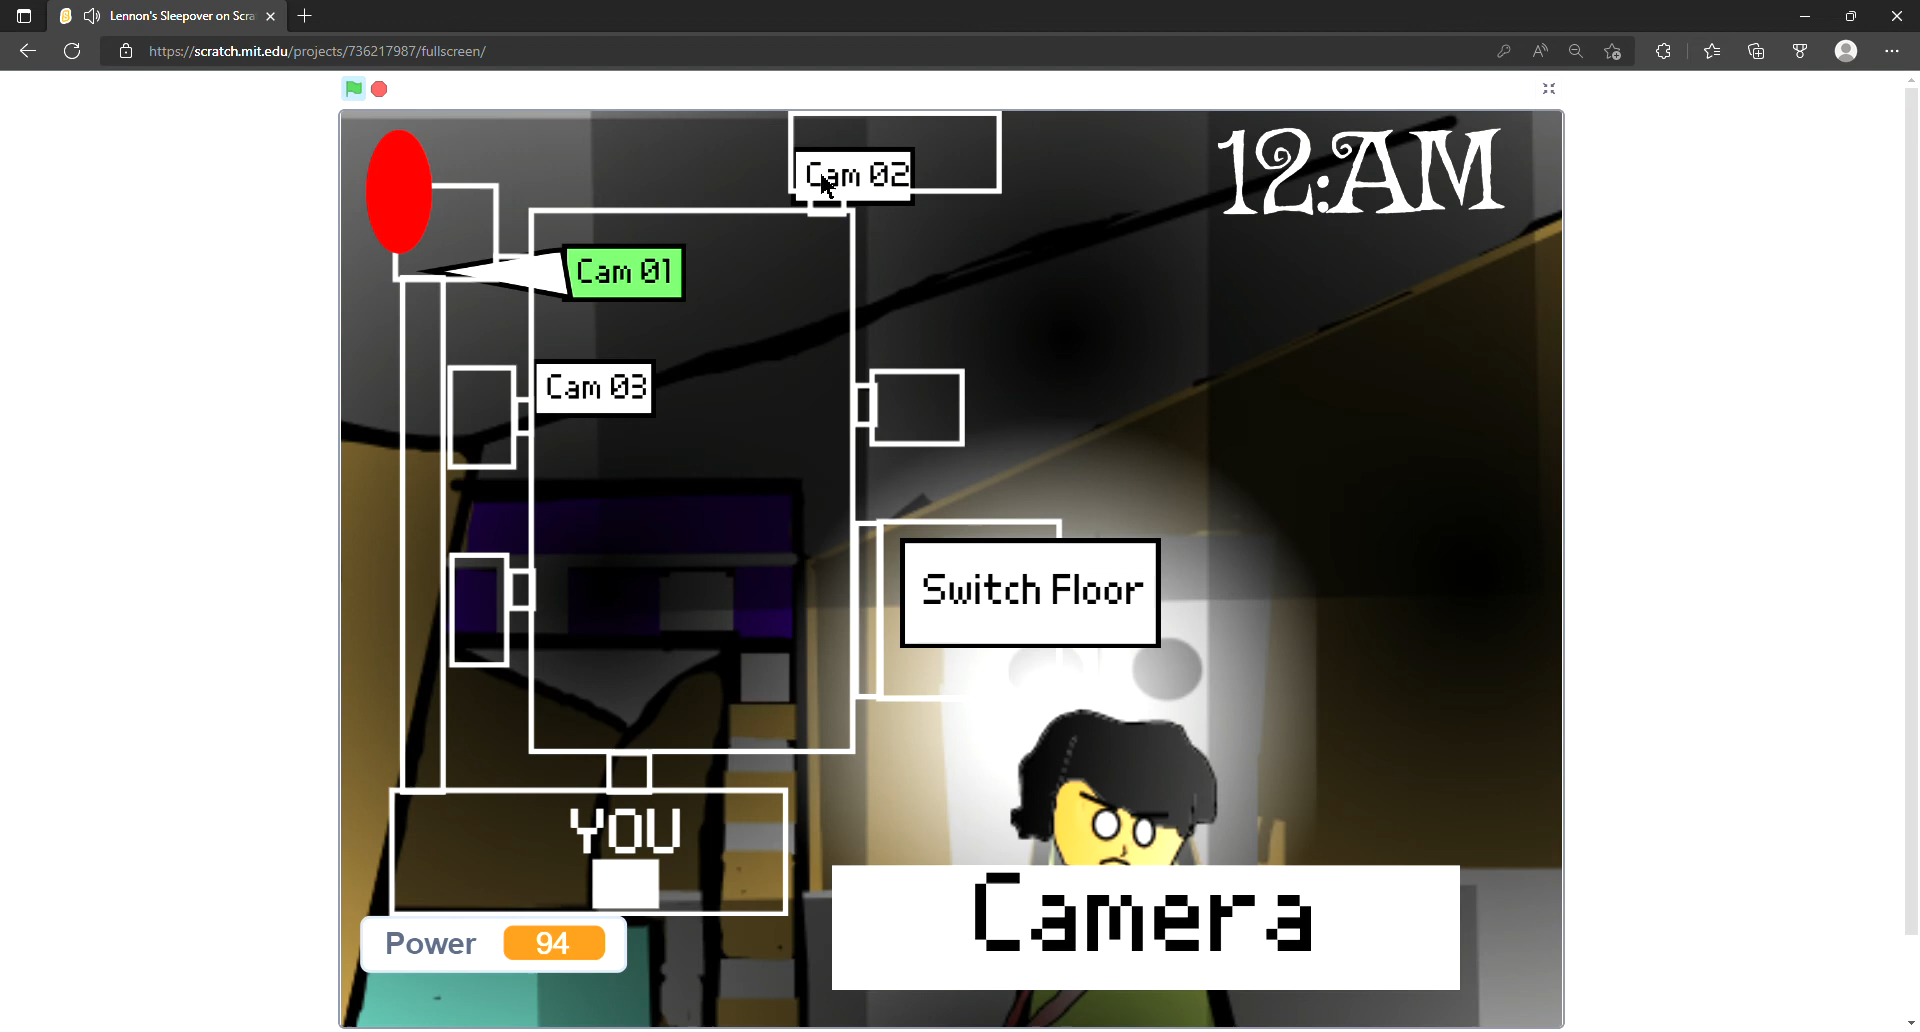 Lennon's Sleepover on Scra
https://scratch.mit.edu/projects/736217987/fullscreen/
12:AM
Cam 02
Cam 01
Cam 03
Switch Floor
YOU
Camera
Power 94